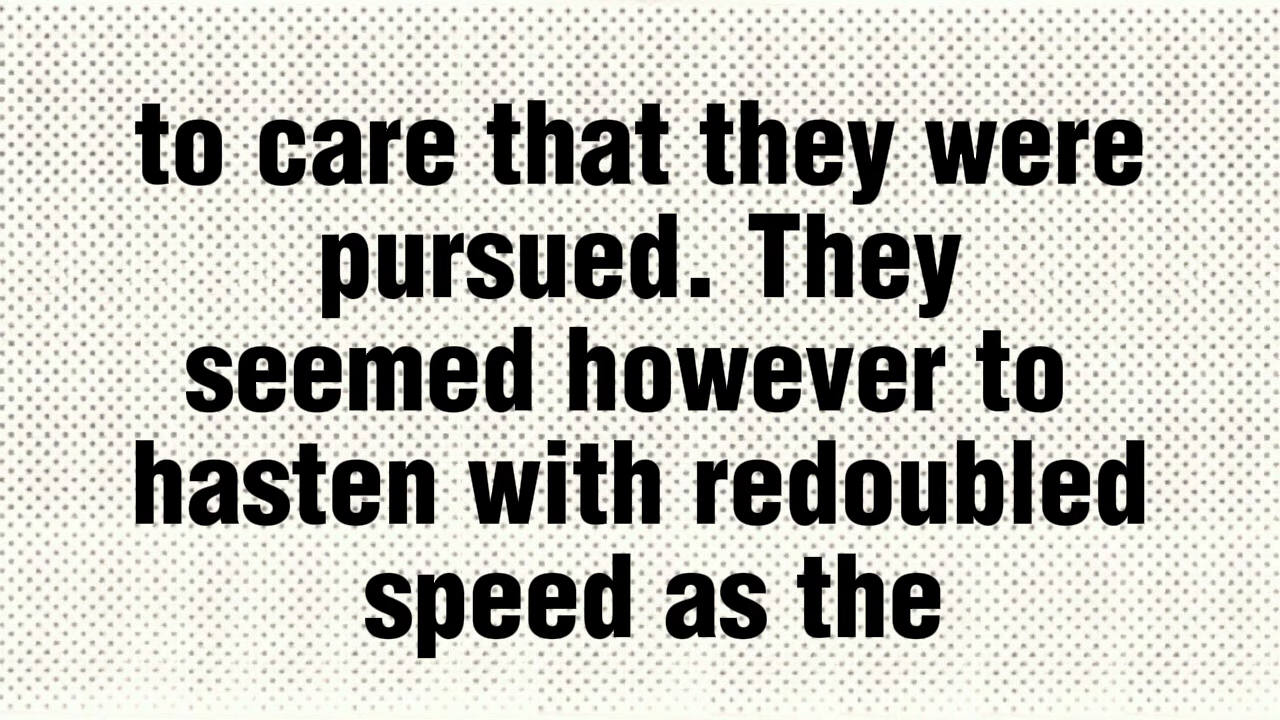 to care that they were
pursued. They
seemed however to
hasten with redoubled
speed as the